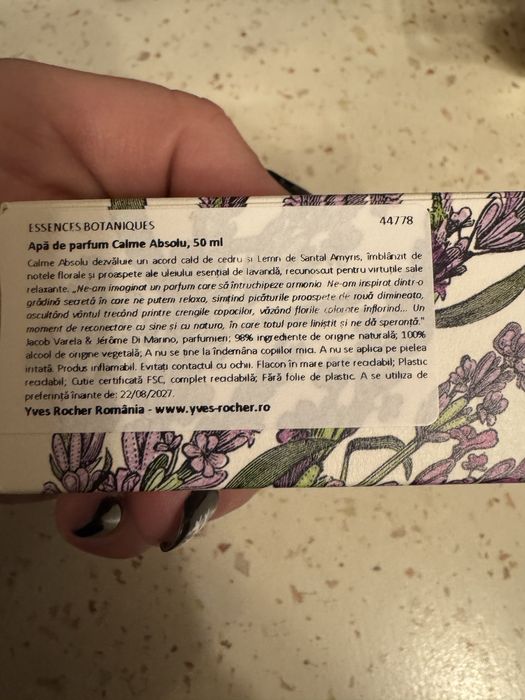 ESSENCES BOTANIQUES 44778
Apă de parfum Calme Absolu, 50 ml
Calme Absolu dezvăluie un acord cald de cedru și Lemn de Santal Amyris, îmblânzit de
notele florale și proaspete ale uleiului esențial de lavandă, recunoscut pentru virtuțile sale
relaxante. „Ne-am imaginat un parfum care să întruchipeze armonia. Ne-am inspirat dintr-o
grădină secretă în care ne putem relaxa, simțind picăturile proaspete de rouă dimineața,
ascultând vântul trecând printre crengile copacilor, văzând florile colorate înflorind... Un
moment de reconectare cu sine și cu natura, în care totul pare liniștit și ne dă speranță."
Jacob Varela & Jérôme Di Marino, parfumieri; 98% ingrediente de origine naturală; 100%
alcool de origine vegetală; A nu se ține la îndemâna copiilor mici. A nu se aplica pe pielea
iritată. Produs inflamabil. Evitați contactul cu ochii. Flacon în mare parte reciclabil; Plastic
reciclabil; Cutie certificată FSC, complet reciclabilă; Fără folie de plastic. A se utiliza de
preferință înainte de: 22/08/2027.
Yves Rocher România - www.yves-rocher.ro